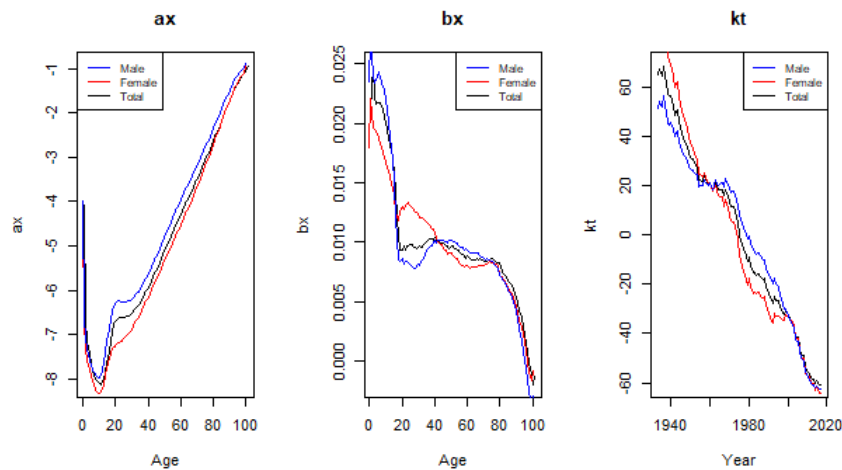 ax
Male
Female
Total
-1
-2
-4
-5
-6
-7
-8
ax
0 20 40 60 80 100
Age
bx
Male
Female
Total
0.025
0.020
0.015
0.010
0.005
0.000
bx
0 20 40 60 80 100
Age
kt
Male
Female
Total
60
40
20
0
-20
-40
-60
kt
1940 1980 2020
Year